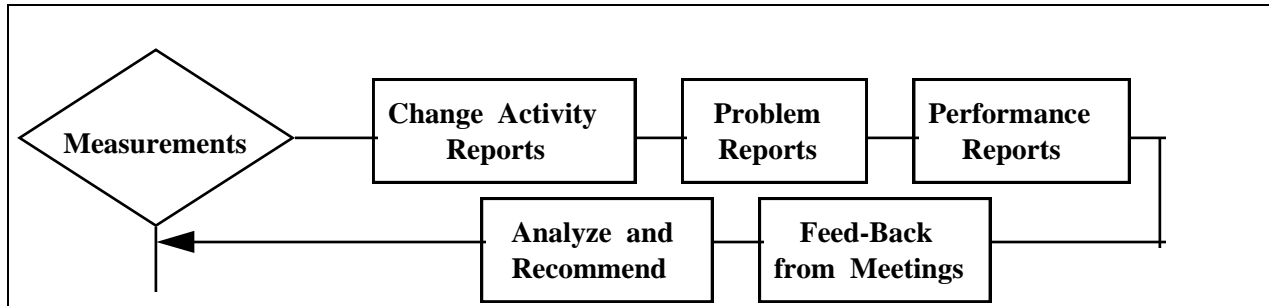 Measurements
Change Activity
Reports
Problem
Reports
Performance
Reports
Analyze and
Recommend
Feed-Back
from Meetings